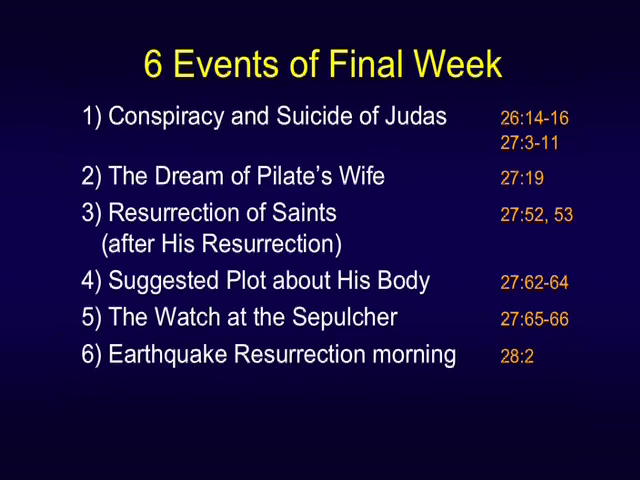 6 Events of Final Week
1) Conspiracy and Suicide of Judas 26:14-16
27:3-11
2) The Dream of Pilate's Wife 27:19
3) Resurrection of Saints 27:52, 53
(after His Resurrection)
4) Suggested Plot about His Body 27:62-64
5) The Watch at the Sepulcher 27:65-66
6) Earthquake Resurrection morning 28:2